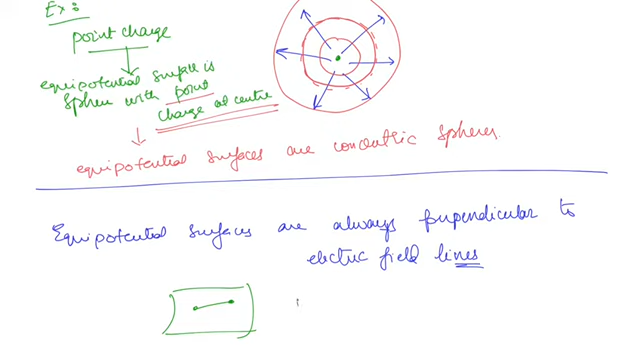 Ex:
point charge
equipotential surface is
sphere with point
charge at centre
equipotential surfaces are concentric spheres.
Equipotential surfaces are always perpendicular to
electric field lines